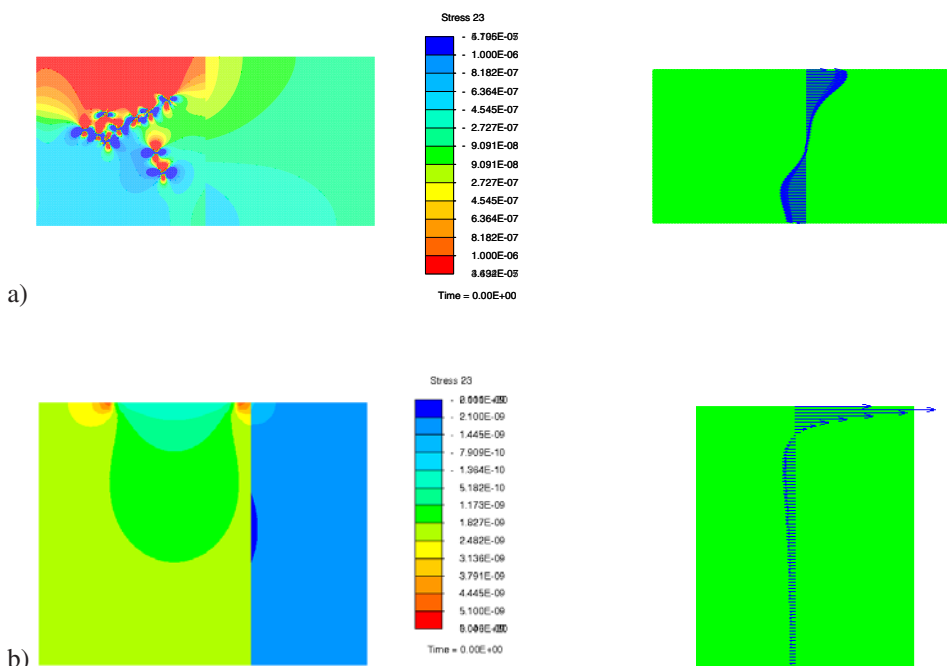 Stress 23
- 1.000E-06
- 8.182E-07
- 6.364E-07
- 4.545E-07
- 2.727E-07
- 9.091E-08
9.091E-08
2.727E-07
4.545E-07
6.364E-07
8.182E-07
1.000E-06
Time = 0.00E+00
a)
Stress 23
- 2.100E-09
- 1.445E-09
- 7.909E-10
- 1.364E-10
5.182E-10
1.173E-09
1.827E-09
2.482E-09
3.136E-09
3.791E-09
4.445E-09
5.100E-09
Time = 0.00E+00
b)